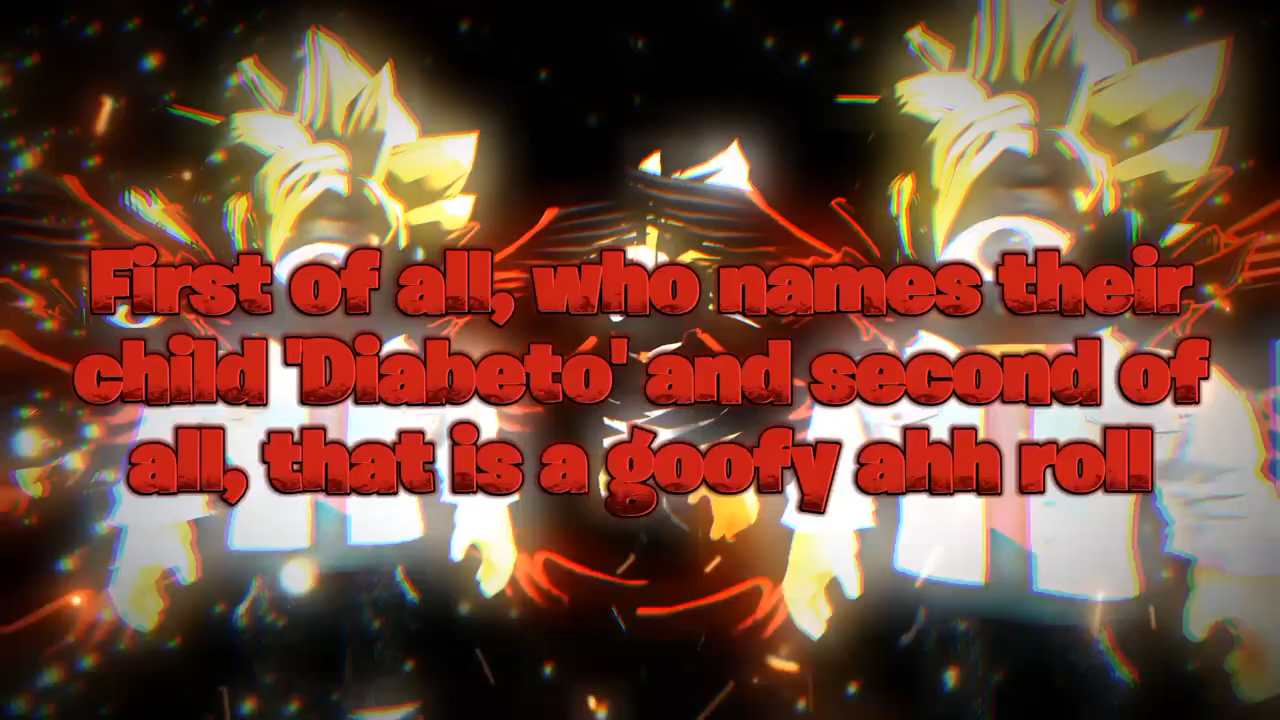 First of all, who names their
child 'Diabeto' and second of
all, that is a goofy ahh roll